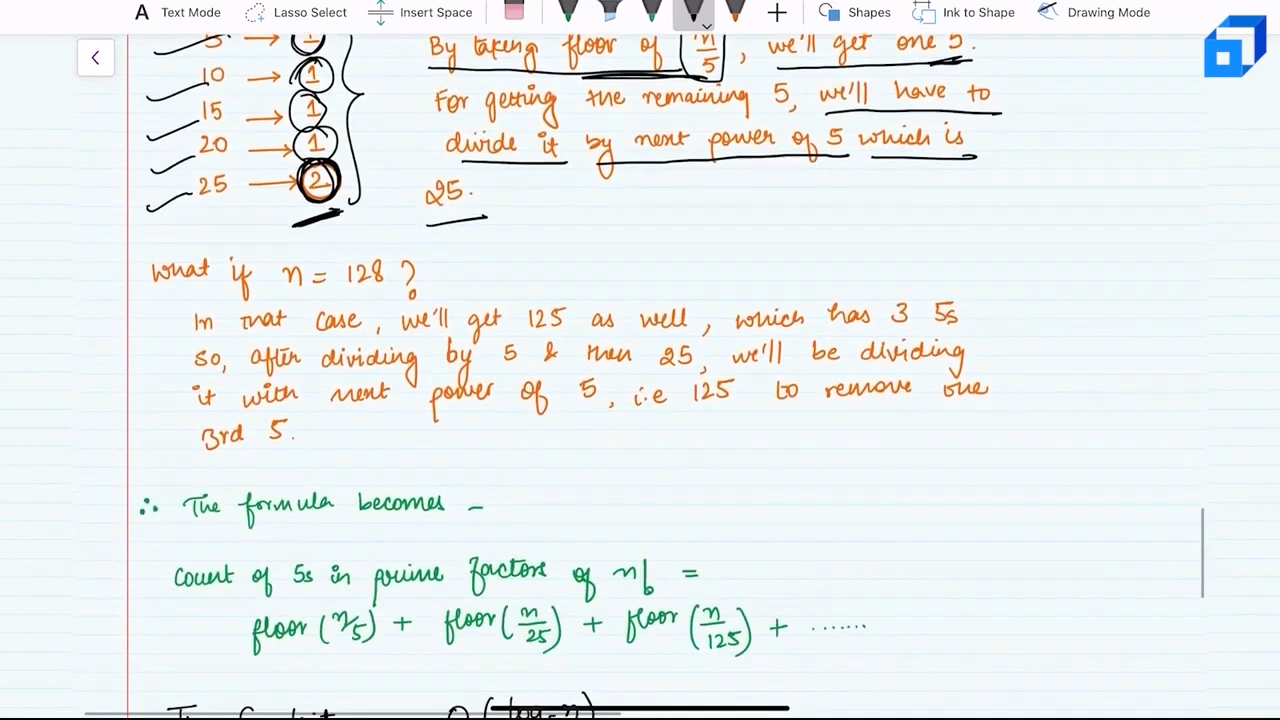 A Text Mode Lasso Select Insert Space Shapes Ink to Shape Drawing Mode
5 → 1
By taking floor of n/5, we'll get one 5.
10 → 1
For getting the remaining 5, we'll have to
15 → 1
divide it by next power of 5 which is
20 → 1
25 → 2
25.
What if n = 128 ?
In that case, we'll get 125 as well, which has 3 5s
so, after dividing by 5 & then 25, we'll be dividing
it with next power of 5, i.e 125 to remove one
3rd 5.
∴ The formula becomes –
Count of 5s in prime factors of n! =
floor (n/5) + floor (n/25) + floor (n/125) + .......